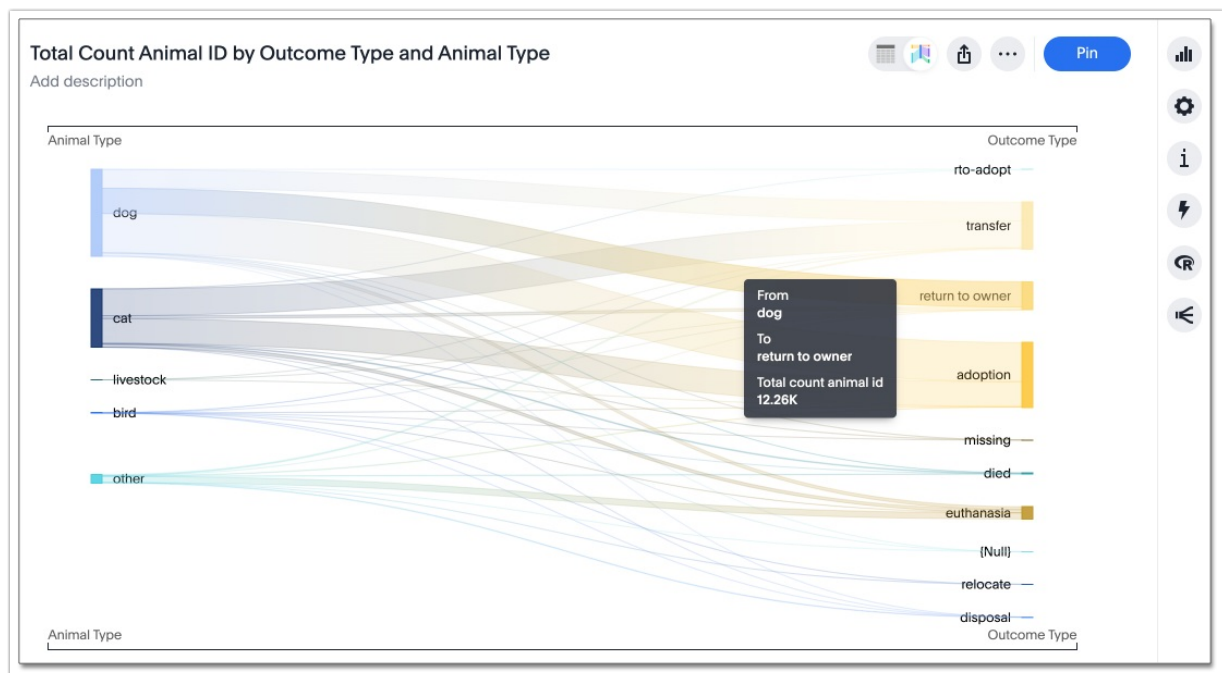 Total Count Animal ID by Outcome Type and Animal Type
Pin
Add description
Animal Type
Outcome Type
rto-adopt
dog
transfer
return to owner
cat
From
dog
To
return to owner
Total count animal id
12.26K
adoption
livestock
bird
missing
died
other
euthanasia
{Null}
relocate
disposal
Animal Type
Outcome Type
i
R